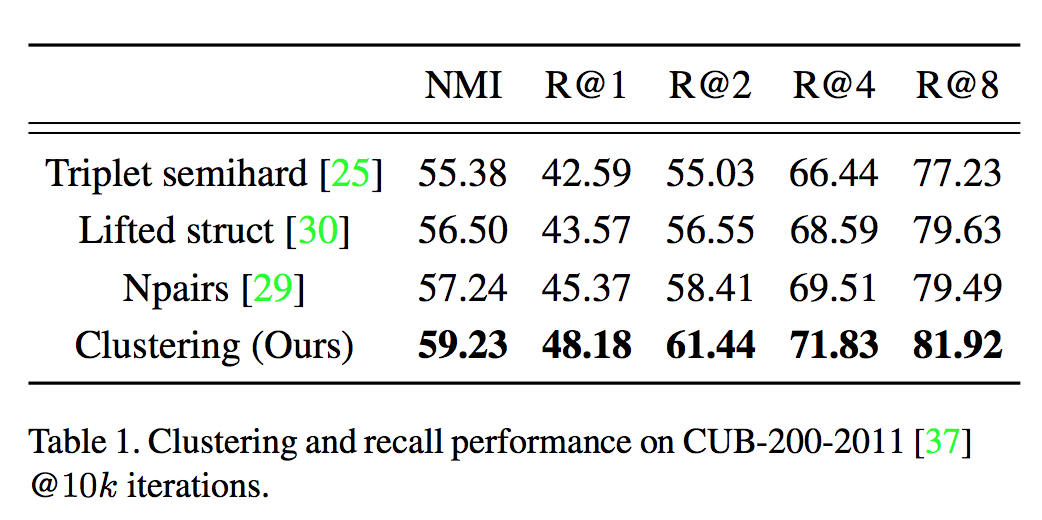 NMI R@1 R@2 R@4 R@8
Triplet semihard [25] 55.38 42.59 55.03 66.44 77.23
Lifted struct [30] 56.50 43.57 56.55 68.59 79.63
Npairs [29] 57.24 45.37 58.41 69.51 79.49
Clustering (Ours) 59.23 48.18 61.44 71.83 81.92
Table 1. Clustering and recall performance on CUB-200-2011 [37]
@10k iterations.